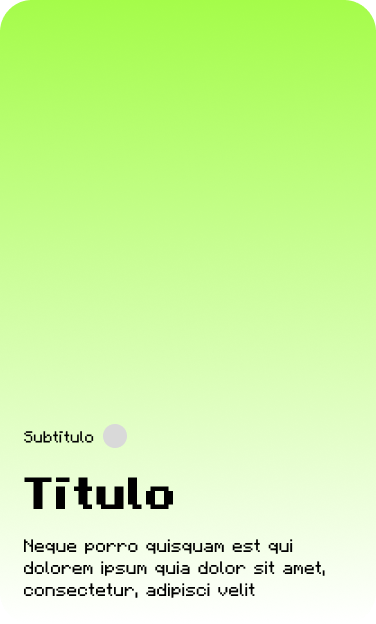 Subtítulo
Título
Neque porro quisquam est qui
dolorem ipsum quia dolor sit amet,
consectetur, adipisci velit